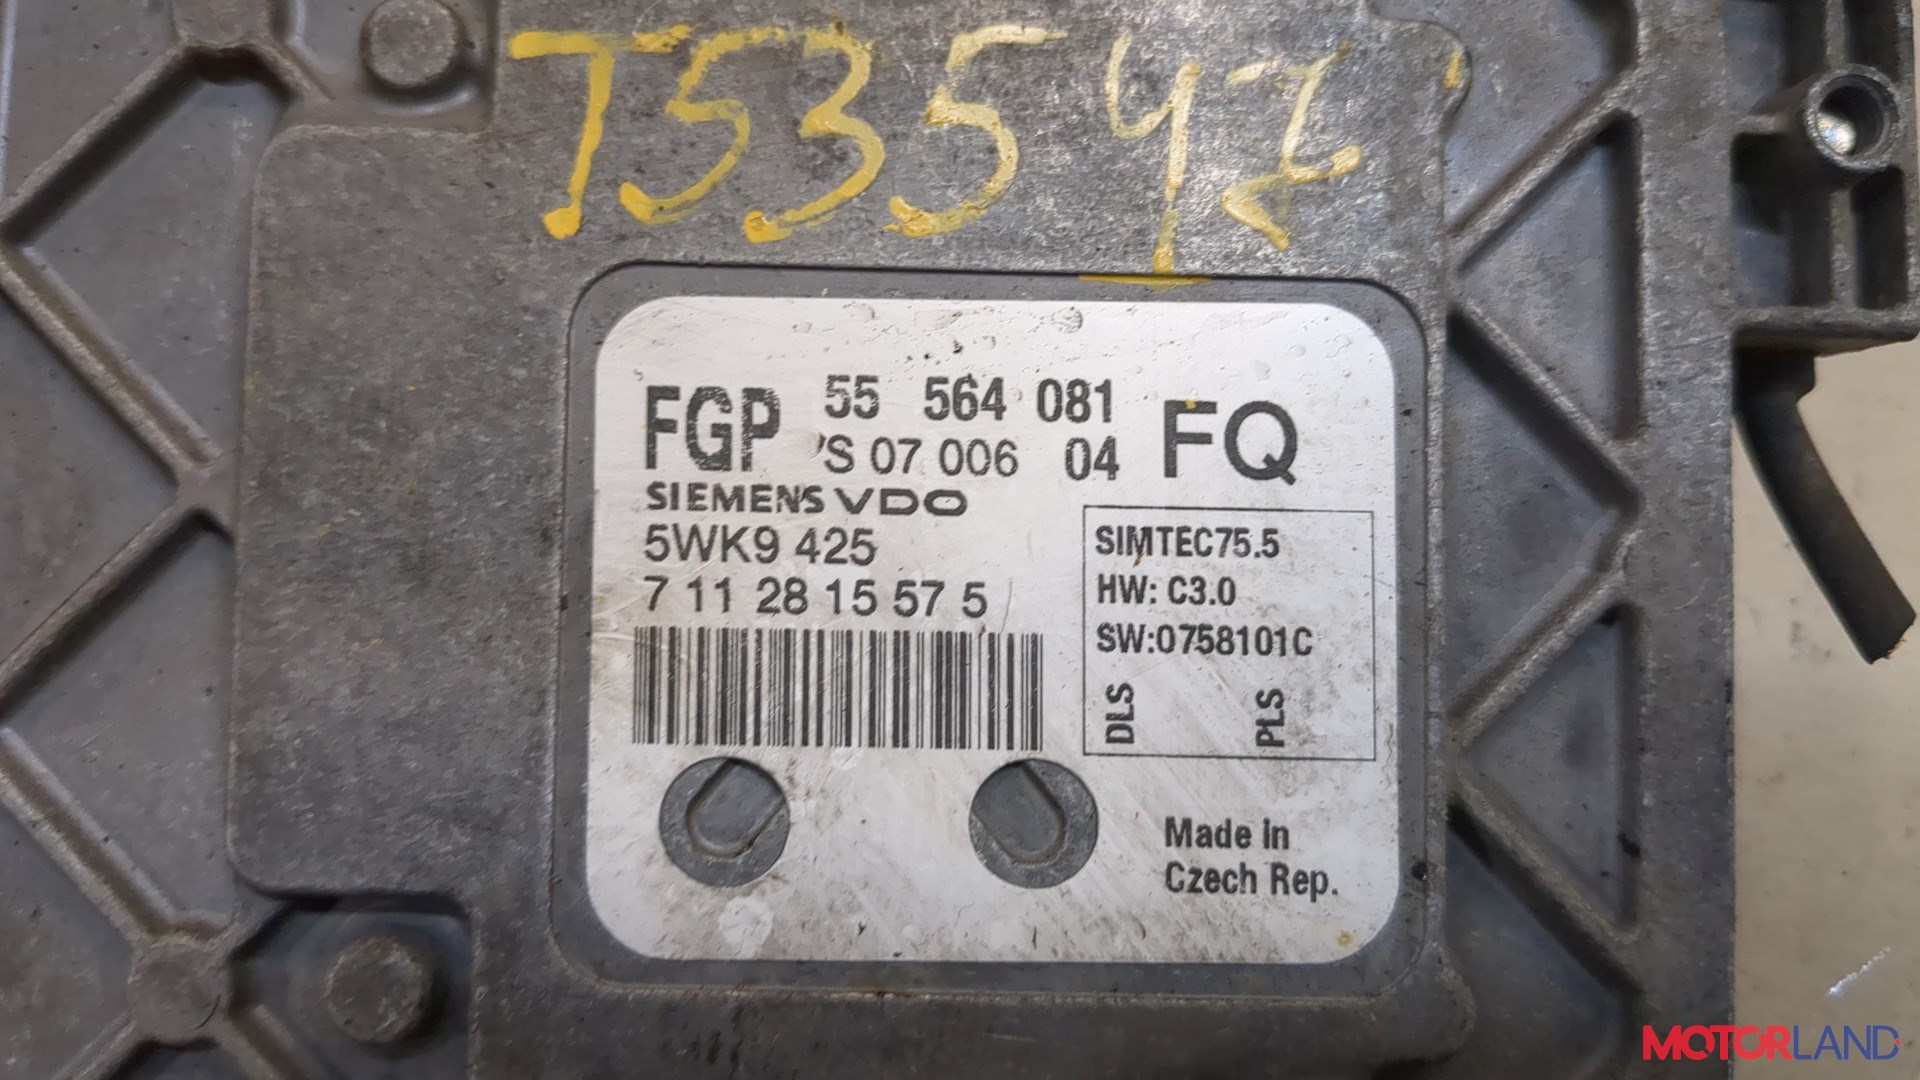 T53547
FGP 55 564 081 FQ
S 07 006 04
SIEMENS VDO
5WK9 425
7 11 28 15 57 5
SIMTEC75.5
HW: C3.0
SW:0758101C
DLS PLS
Made in
Czech Rep.
MOTORLAND